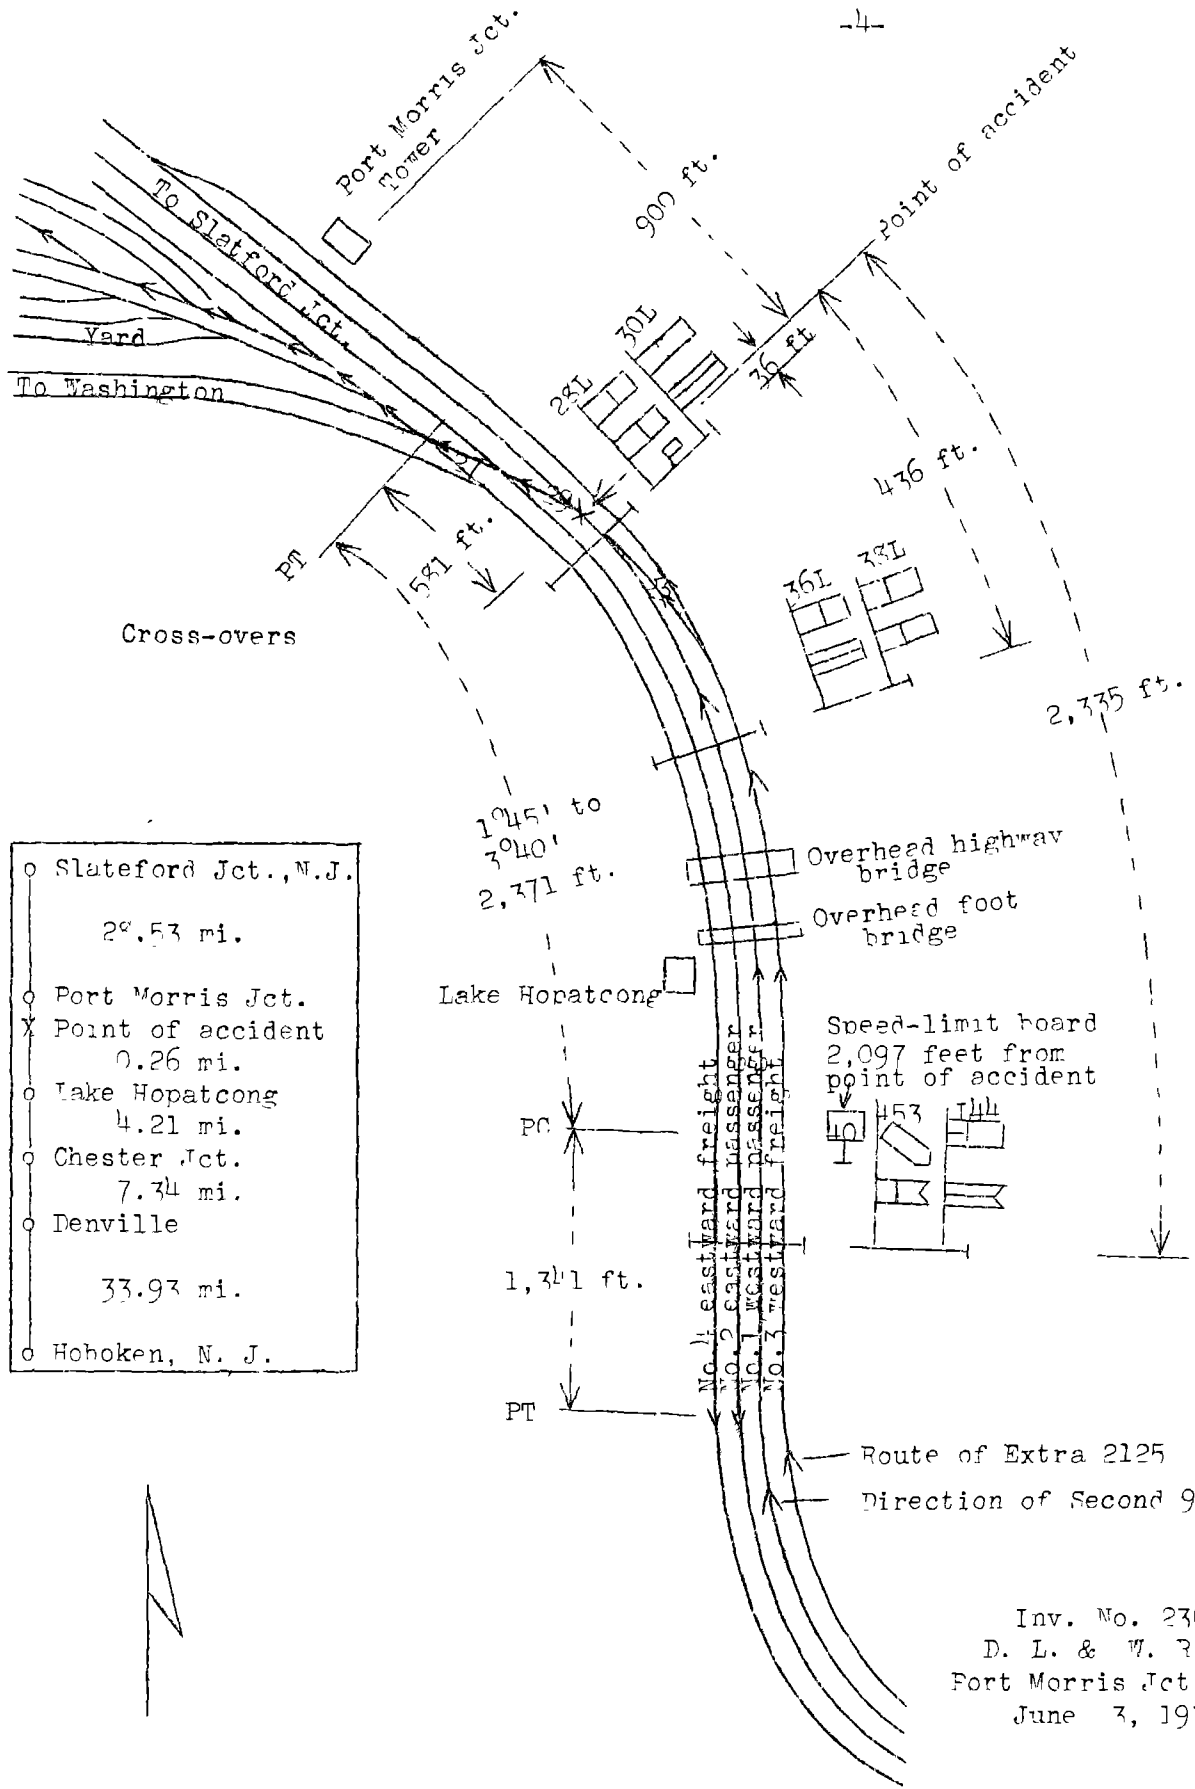 -4-
Port Morris Jct.
Tower
900 ft.
Point of accident
To Slatford Jct.
Yard
To Washington
30L
28L
36 ft
436 ft.
PT
581 ft.
36L
38L
2,335 ft.
Cross-overs
1°45' to
3°40'
2,371 ft.
Overhead highway
bridge
Overhead foot
bridge
Lake Hopatcong
Slateford Jct.,N.J.
Port Morris Jct.
X Point of accident
0.26 mi.
Lake Hopatcong
4.21 mi.
Chester Jct.
7.34 mi.
Denville
33.93 mi.
Hoboken, N. J.
Speed-limit board
2,097 feet from
point of accident
40
453
144
PC
1,341 ft.
PT
No.4 eastward freight
No.2 eastward passenger
No.1 westward passenger
No.3 westward freight
Route of Extra 2125
Direction of Second 9
Inv. No.
D. L. & W.
Port Morris Jct
June 3,